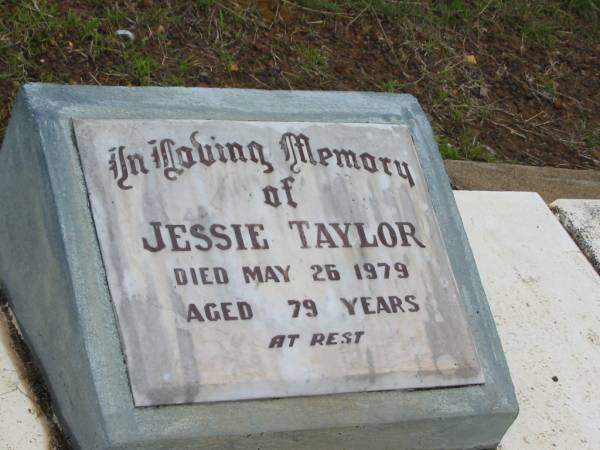 In Loving Memory
of
JESSIE TAYLOR
DIED MAY 26 1979
AGED 79 YEARS
AT REST